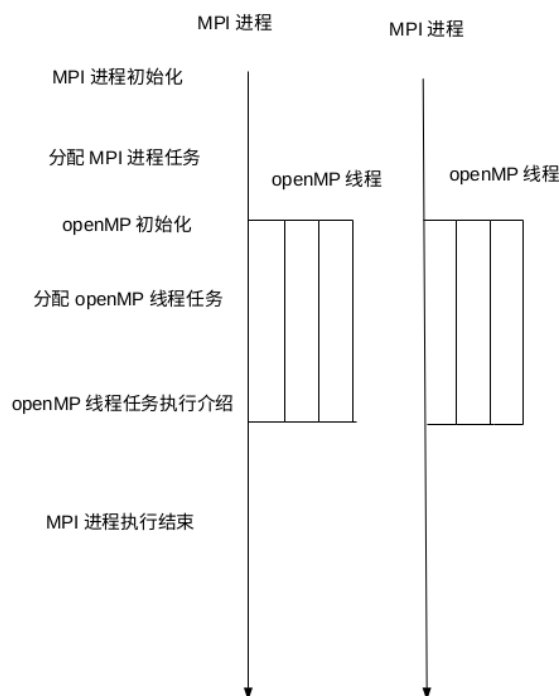 MPI 进程
MPI 进程
MPI 进程初始化
分配 MPI 进程任务
openMP 线程
openMP 线程
openMP 初始化
分配 openMP 线程任务
openMP 线程任务执行介绍
MPI 进程执行结束